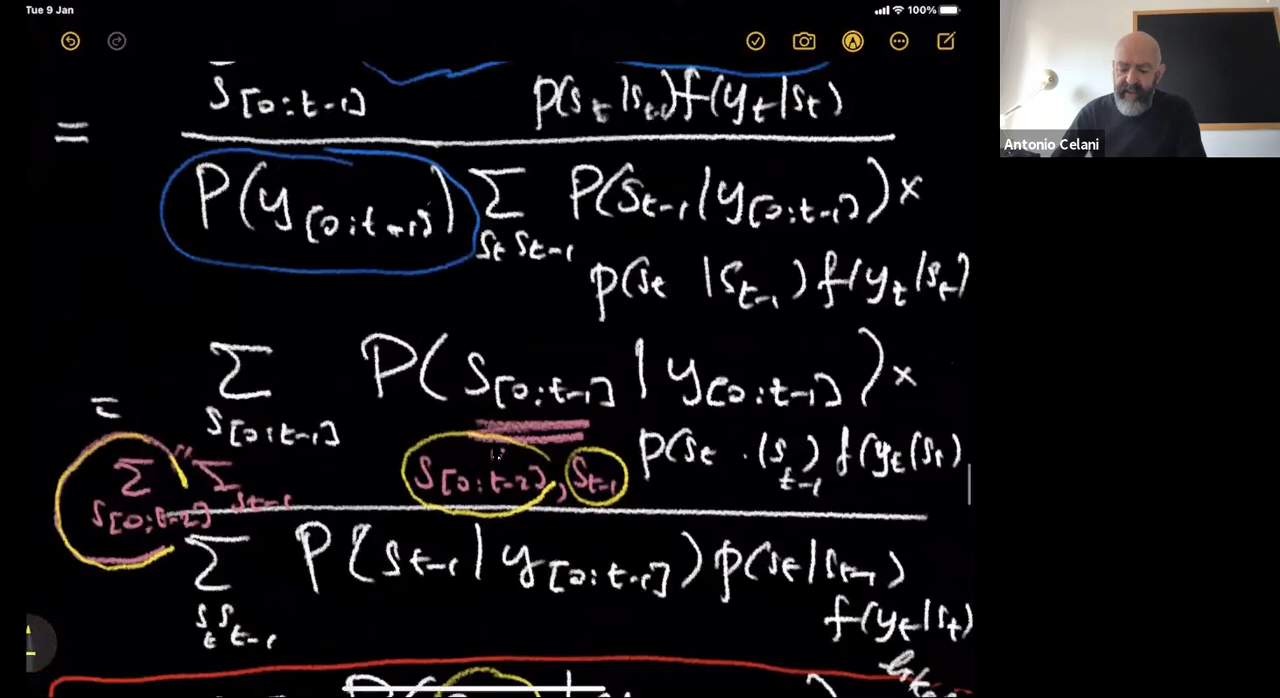 Tue 9 Jan 100%
Antonio Celani
S[0:t-1] p(st|st-1)f(yt|st)
=
P(y[0:t-1]) Σ P(st-1|y[0:t-1])×
st st-1
p(st |st-1)f(yt|st)
Σ P(s[0:t-1]|y[0:t-1])×
=
s[0:t-1] p(st.|st-1)f(yt|st)
Σ Σ s[0:t-2], st-1
s[0:t-2] st-1
Σ P(st-1|y[0:t-1])p(st|st-1)
st st-1 f(yt|st)